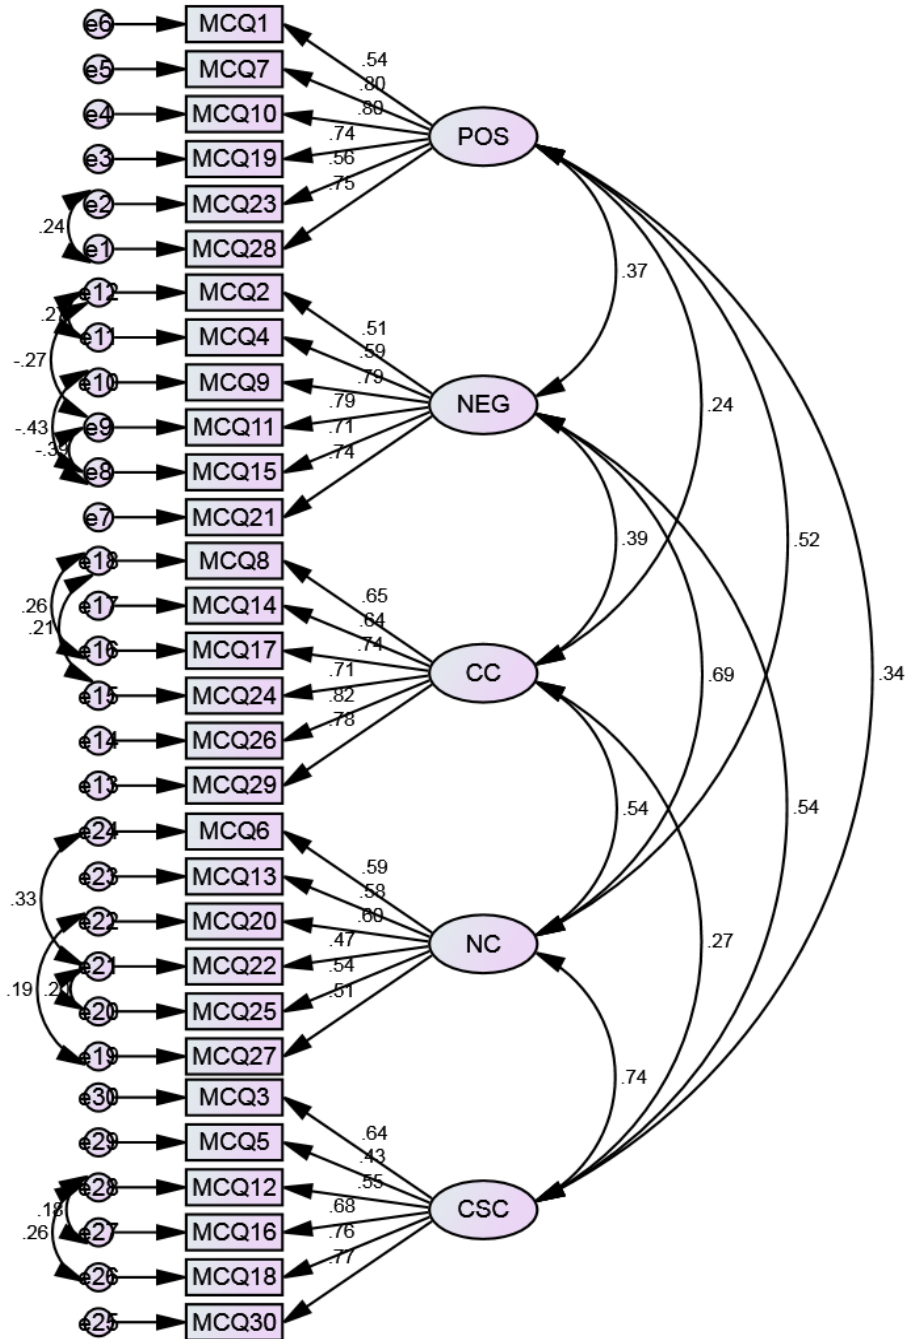 e6 MCQ1
.54
e5 MCQ7
.80
e4 MCQ10
.80
POS
e3 MCQ19
.74
.56
e2 MCQ23
.75
.24
e1 MCQ28
.37
e12 MCQ2
.27
.51
e11 MCQ4
.59
-.27
e10 MCQ9
.79
NEG
.24
e9 MCQ11
.79
-.43
.71
-.39
e8 MCQ15
.74
e7 MCQ21
.39
.52
e18 MCQ8
.65
.26
e17 MCQ14
.64
.21
e16 MCQ17
.74
CC
.69
.34
e15 MCQ24
.71
.82
e14 MCQ26
.78
e13 MCQ29
.54
.54
e24 MCQ6
.59
e23 MCQ13
.58
.33
e22 MCQ20
.60
NC
.27
e21 MCQ22
.47
.19
.54
e20 MCQ25
.51
e19 MCQ27
.74
e30 MCQ3
.64
e29 MCQ5
.43
e28 MCQ12
.55
CSC
.18
e27 MCQ16
.68
.26
.76
e26 MCQ18
.77
e25 MCQ30